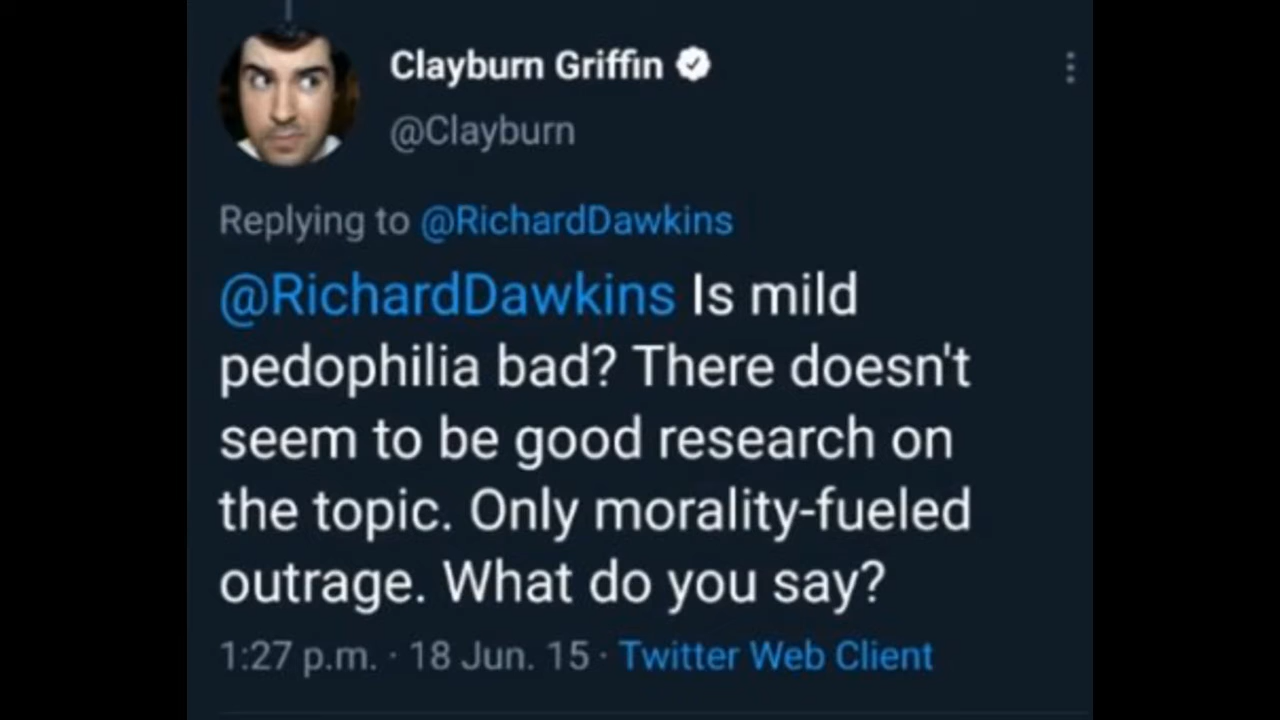 Clayburn Griffin
@Clayburn
Replying to @RichardDawkins
@RichardDawkins Is mild
pedophilia bad? There doesn't
seem to be good research on
the topic. Only morality-fueled
outrage. What do you say?
1:27 p.m. · 18 Jun. 15 · Twitter Web Client